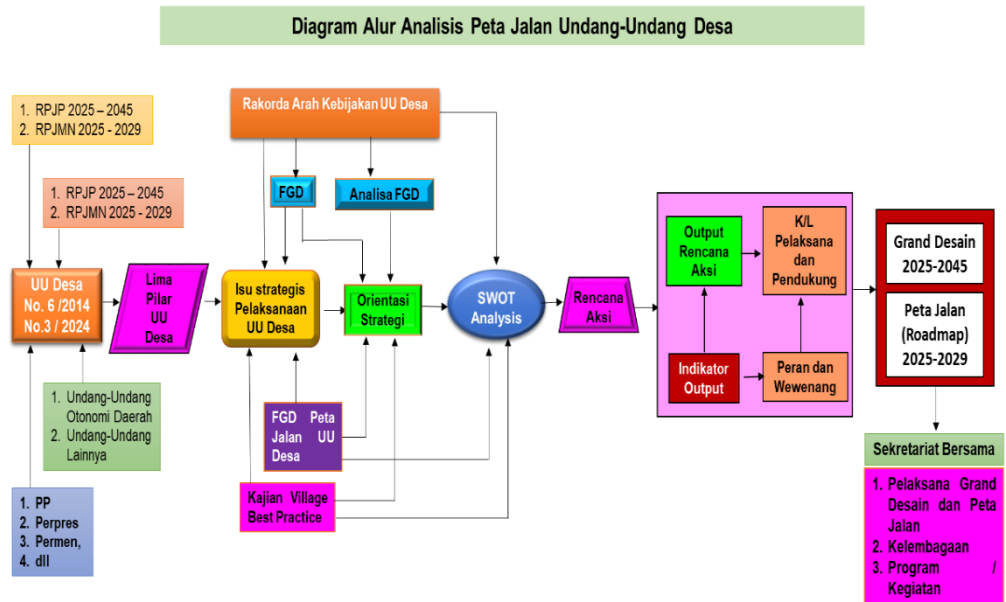 Diagram Alur Analisis Peta Jalan Undang-Undang Desa
1. RPJP 2025 – 2045
2. RPJMN 2025 - 2029
Rakorda Arah Kebijakan UU Desa
1. RPJP 2025 – 2045
2. RPJMN 2025 - 2029
FGD
Analisa FGD
UU Desa
No. 6 /2014
No.3 / 2024
Lima
Pilar
UU
Desa
Isu strategis
Pelaksanaan
UU Desa
Orientasi
Strategi
SWOT
Analysis
Rencana
Aksi
Output
Rencana
Aksi
K/L
Pelaksana
dan
Pendukung
Indikator
Output
Peran dan
Wewenang
Grand Desain
2025-2045
Peta Jalan
(Roadmap)
2025-2029
1. Undang-Undang
Otonomi Daerah
2. Undang-Undang
Lainnya
FGD Peta
Jalan UU
Desa
Kajian Village
Best Practice
1. PP
2. Perpres
3. Permen,
4. dll
Sekretariat Bersama
1. Pelaksana Grand
Desain dan Peta
Jalan
2. Kelembagaan
3. Program /
Kegiatan